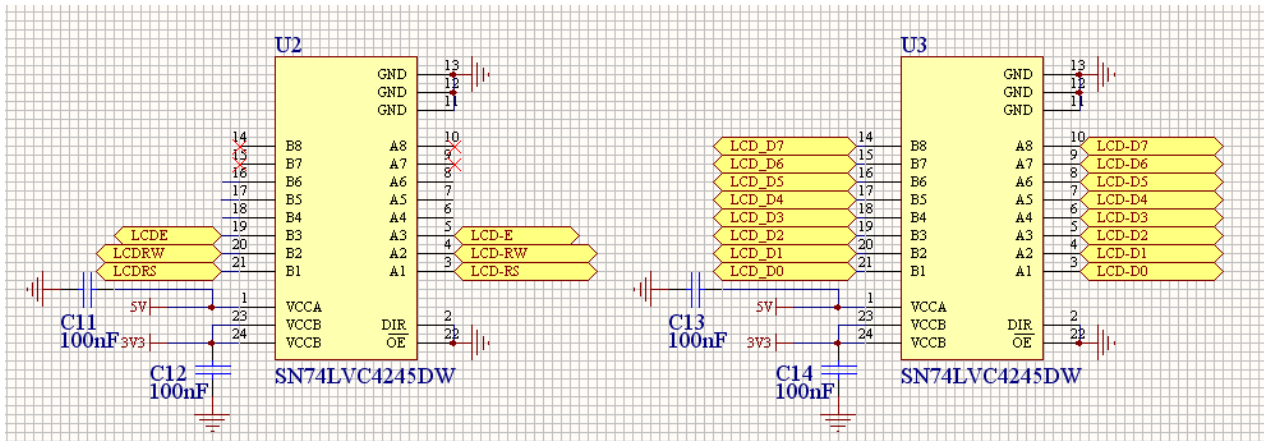 U2
GND 13
GND 12
GND 11
14 B8 A8 10
15 B7 A7 9
16 B6 A6 8
17 B5 A5 7
18 B4 A4 6
LCDE 19 B3 A3 5 LCD-E
LCDRW 20 B2 A2 4 LCD-RW
LCDRS 21 B1 A1 3 LCD-RS
5V 1 VCCA
C11
100nF
23 VCCB DIR 2
3V3 24 VCCB OE 22
C12
100nF
SN74LVC4245DW
U3
GND 13
GND 12
GND 11
LCD_D7 14 B8 A8 10 LCD-D7
LCD_D6 15 B7 A7 9 LCD-D6
LCD_D5 16 B6 A6 8 LCD-D5
LCD_D4 17 B5 A5 7 LCD-D4
LCD_D3 18 B4 A4 6 LCD-D3
LCD_D2 19 B3 A3 5 LCD-D2
LCD_D1 20 B2 A2 4 LCD-D1
LCD_D0 21 B1 A1 3 LCD-D0
5V 1 VCCA
C13
100nF
23 VCCB DIR 2
3V3 24 VCCB OE 22
C14
100nF
SN74LVC4245DW